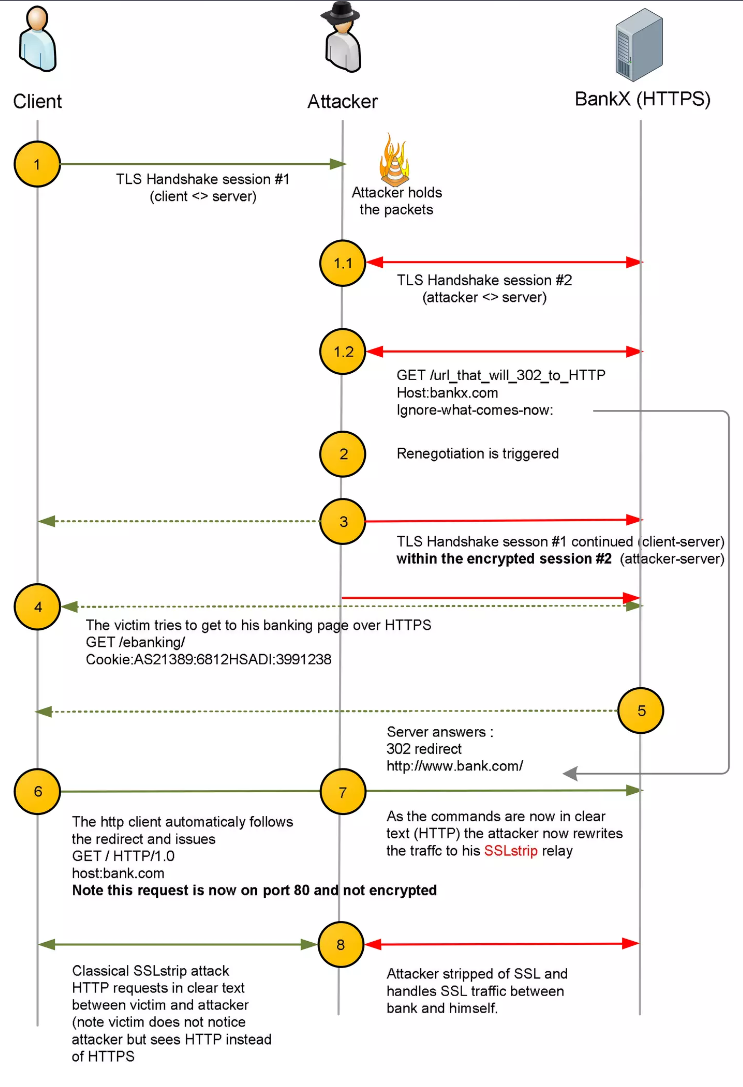 Client
Attacker
BankX (HTTPS)
1
TLS Handshake session #1
(client <> server)
Attacker holds
the packets
1.1
TLS Handshake session #2
(attacker <> server)
1.2
GET /url_that_will_302_to_HTTP
Host:bankx.com
Ignore-what-comes-now:
2
Renegotiation is triggered
3
TLS Handshake sesson #1 continued (client-server)
within the encrypted session #2 (attacker-server)
4
The victim tries to get to his banking page over HTTPS
GET /ebanking/
Cookie:AS21389:6812HSADI:3991238
5
Server answers :
302 redirect
http://www.bank.com/
6
The http client automaticaly follows
the redirect and issues
GET / HTTP/1.0
host:bank.com
Note this request is now on port 80 and not encrypted
7
As the commands are now in clear
text (HTTP) the attacker now rewrites
the traffc to his SSLstrip relay
8
Classical SSLstrip attack
HTTP requests in clear text
between victim and attacker
(note victim does not notice
attacker but sees HTTP instead
of HTTPS
Attacker stripped of SSL and
handles SSL traffic between
bank and himself.